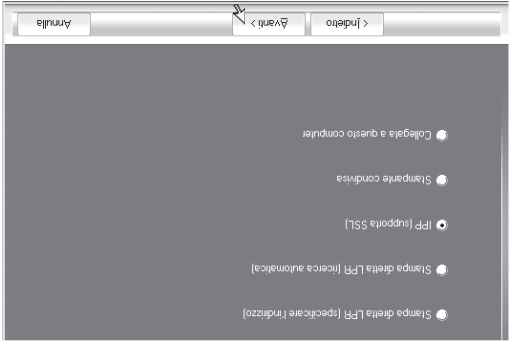 Stampa diretta LPR (specificare l'indirizzo)
Stampa diretta LPR (ricerca automatica)
IPP (supporta SSL)
Stampante condivisa
Collegata a questo computer
< Indietro Avanti > Annulla